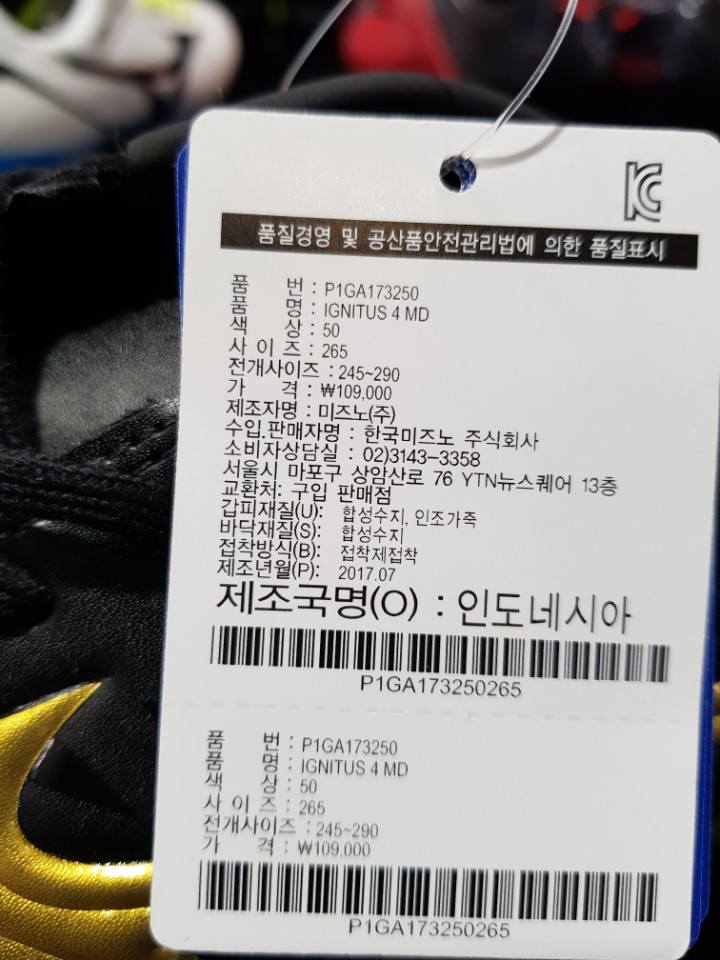 KC
품질경영 및 공산품안전관리법에 의한 품질표시
품 번 : P1GA173250
품 명 : IGNITUS 4 MD
색 상 : 50
사 이 즈 : 265
전개사이즈 : 245~290
가 격 : ₩109,000
제조자명 : 미즈노(주)
수입.판매자명 : 한국미즈노 주식회사
소비자상담실 : 02)3143-3358
서울시 마포구 상암산로 76 YTN뉴스퀘어 13층
교환처: 구입 판매점
갑피재질(U): 합성수지, 인조가죽
바닥재질(S): 합성수지
접착방식(B): 접착제접착
제조년월(P): 2017.07
제조국명(O) : 인도네시아
P1GA173250265
품 번 : P1GA173250
품 명 : IGNITUS 4 MD
색 상 : 50
사 이 즈 : 265
전개사이즈 : 245~290
가 격 : ₩109,000
P1GA173250265